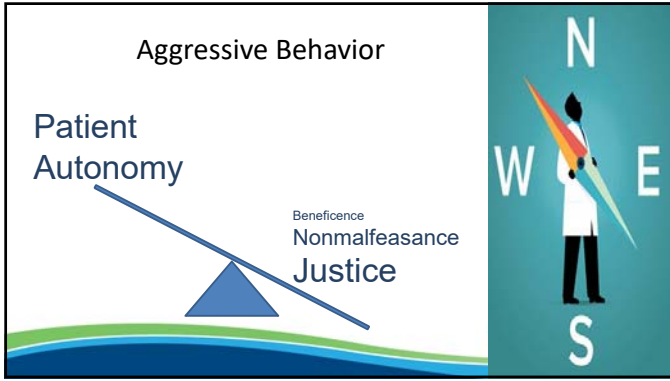 Aggressive Behavior
Patient
Autonomy
Beneficence
Nonmalfeasance
Justice
N
W E
S